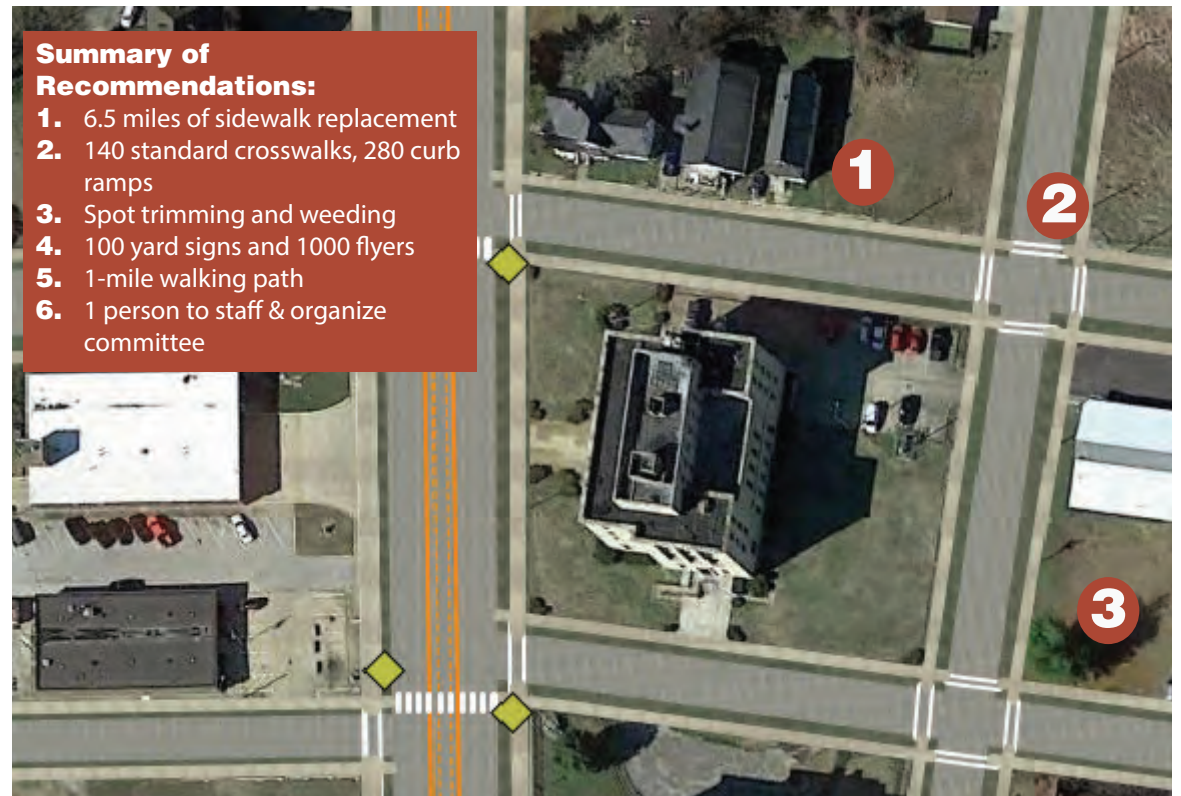 Summary of
Recommendations:
1. 6.5 miles of sidewalk replacement
2. 140 standard crosswalks, 280 curb
ramps
3. Spot trimming and weeding
4. 100 yard signs and 1000 flyers
5. 1-mile walking path
6. 1 person to staff & organize
committee
1
2
3